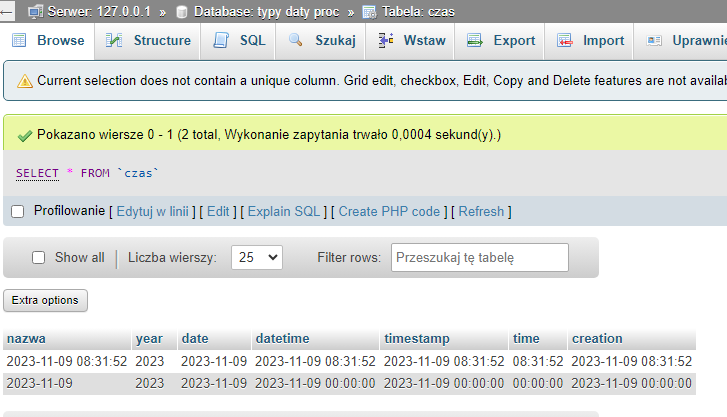 Serwer: 127.0.0.1 » Database: typy daty proc » Tabela: czas
Browse Structure SQL Szukaj Wstaw Export Import Uprawnie
Current selection does not contain a unique column. Grid edit, checkbox, Edit, Copy and Delete features are not availab
Pokazano wiersze 0 - 1 (2 total, Wykonanie zapytania trwało 0,0004 sekund(y).)
SELECT * FROM `czas`
Profilowanie [ Edytuj w linii ] [ Edit ] [ Explain SQL ] [ Create PHP code ] [ Refresh ]
Show all Liczba wierszy: 25 Filter rows: Przeszukaj tę tabelę
Extra options
nazwa year date datetime timestamp time creation
2023-11-09 08:31:52 2023 2023-11-09 2023-11-09 08:31:52 2023-11-09 08:31:52 08:31:52 2023-11-09 08:31:52
2023-11-09 2023 2023-11-09 2023-11-09 00:00:00 2023-11-09 00:00:00 00:00:00 2023-11-09 00:00:00